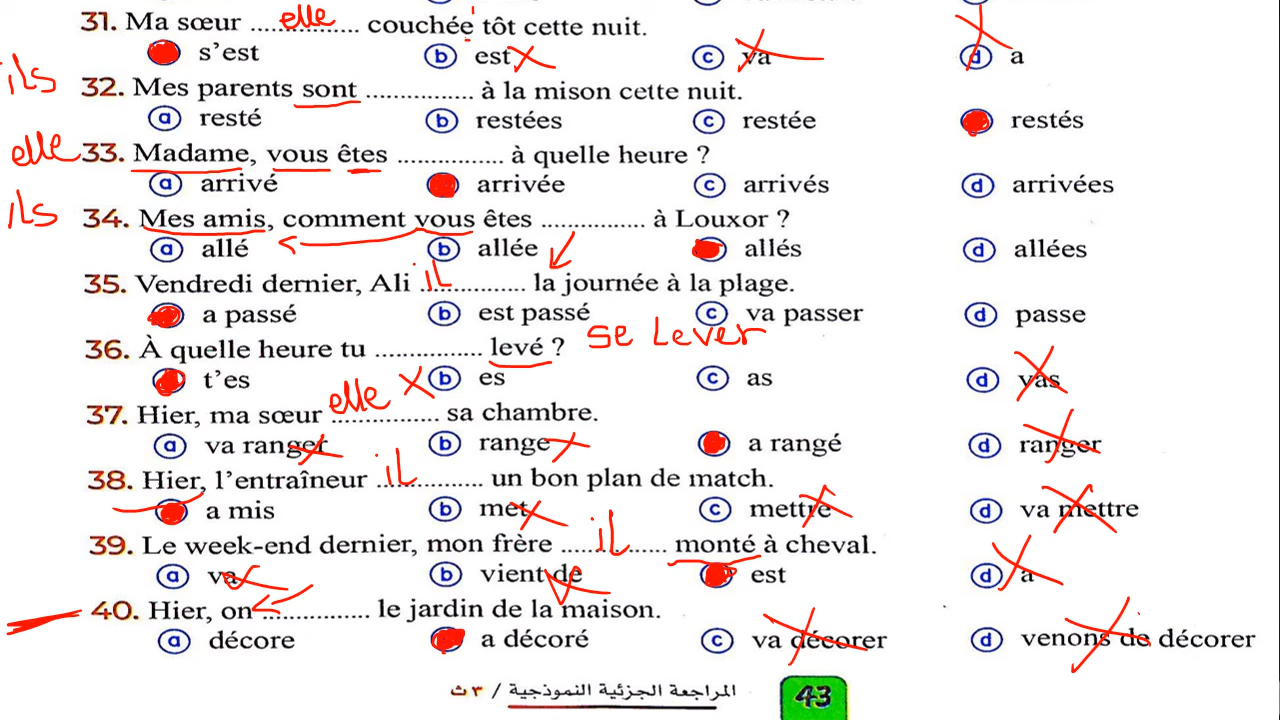 31. Ma sœur ...elle... couchée tôt cette nuit.
a s'est b est c va d a
ils
32. Mes parents sont ................ à la mison cette nuit.
a resté b restées c restée d restés
elle 33. Madame, vous êtes ................ à quelle heure ?
a arrivé b arrivée c arrivés d arrivées
ils 34. Mes amis, comment vous êtes ................ à Louxor ?
a allé b allée c allés d allées
35. Vendredi dernier, Ali il ................ la journée à la plage.
a a passé b est passé c va passer d passe
36. À quelle heure tu ................ levé ? se Lever
a t'es b es c as d vas
37. Hier, ma sœur elle ................ sa chambre.
a va ranger b range c a rangé d ranger
38. Hier, l'entraîneur il ................ un bon plan de match.
a a mis b met c mettre d va mettre
39. Le week-end dernier, mon frère ...il... monté à cheval.
a va b vient de c est d a
40. Hier, on ................ le jardin de la maison.
a décore b a décoré c va décorer d venons de décorer
المراجعة الجزئية النموذجية / ٣ ث 43